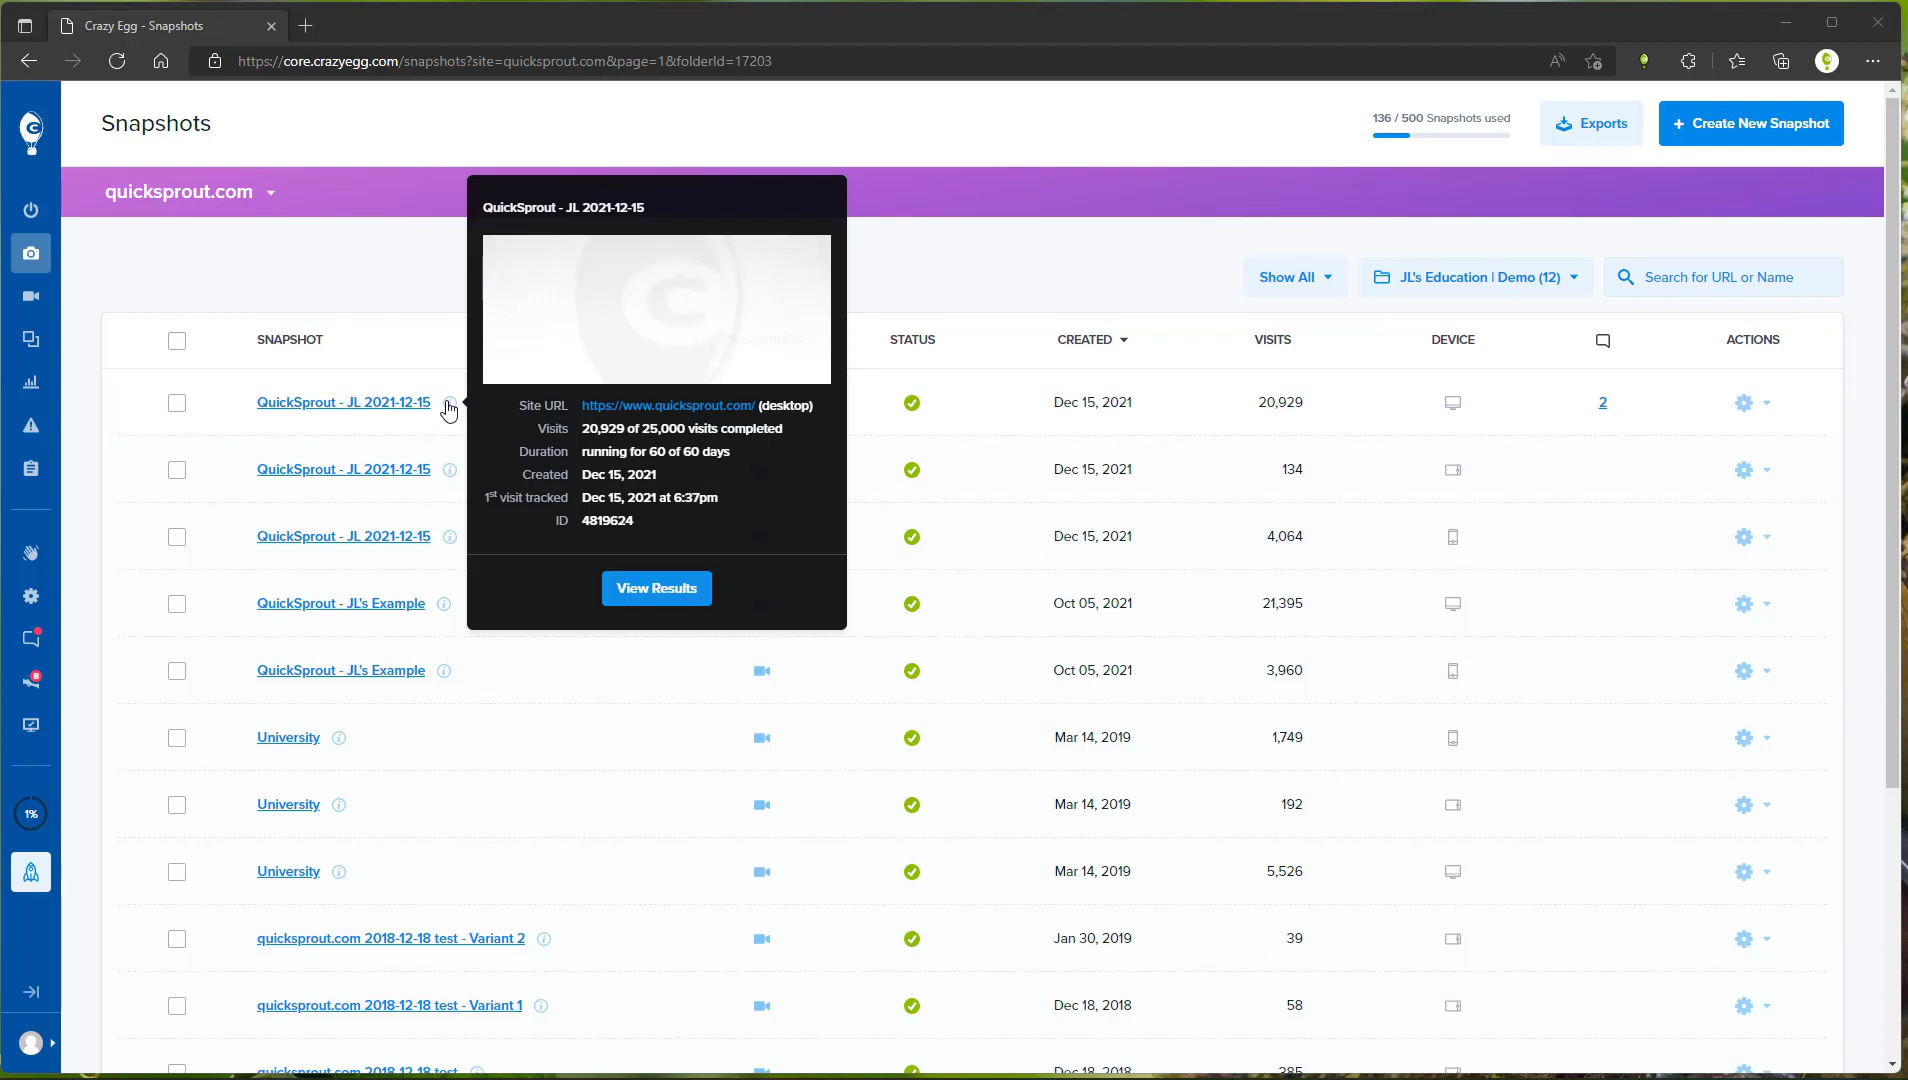 Crazy Egg - Snapshots
https://core.crazyegg.com/snapshots?site=quicksprout.com&page=1&folderId=17203
Snapshots
136 / 500 Snapshots used
Exports
+ Create New Snapshot
quicksprout.com
QuickSprout - JL 2021-12-15
Show All
JL's Education | Demo (12)
Search for URL or Name
SNAPSHOT
STATUS
CREATED
VISITS
DEVICE
ACTIONS
QuickSprout - JL 2021-12-15
Dec 15, 2021
20,929
2
Site URL https://www.quicksprout.com/ (desktop)
Visits 20,929 of 25,000 visits completed
Duration running for 60 of 60 days
Created Dec 15, 2021
1st visit tracked Dec 15, 2021 at 6:37pm
ID 4819624
View Results
QuickSprout - JL 2021-12-15
Dec 15, 2021
134
QuickSprout - JL 2021-12-15
Dec 15, 2021
4,064
QuickSprout - JL's Example
Oct 05, 2021
21,395
QuickSprout - JL's Example
Oct 05, 2021
3,960
8
University
Mar 14, 2019
1,749
University
Mar 14, 2019
192
1%
University
Mar 14, 2019
5,526
quicksprout.com 2018-12-18 test - Variant 2
Jan 30, 2019
39
quicksprout.com 2018-12-18 test - Variant 1
Dec 18, 2018
58
quicksprout.com 2018-12-18 test
Dec 18, 2018
385